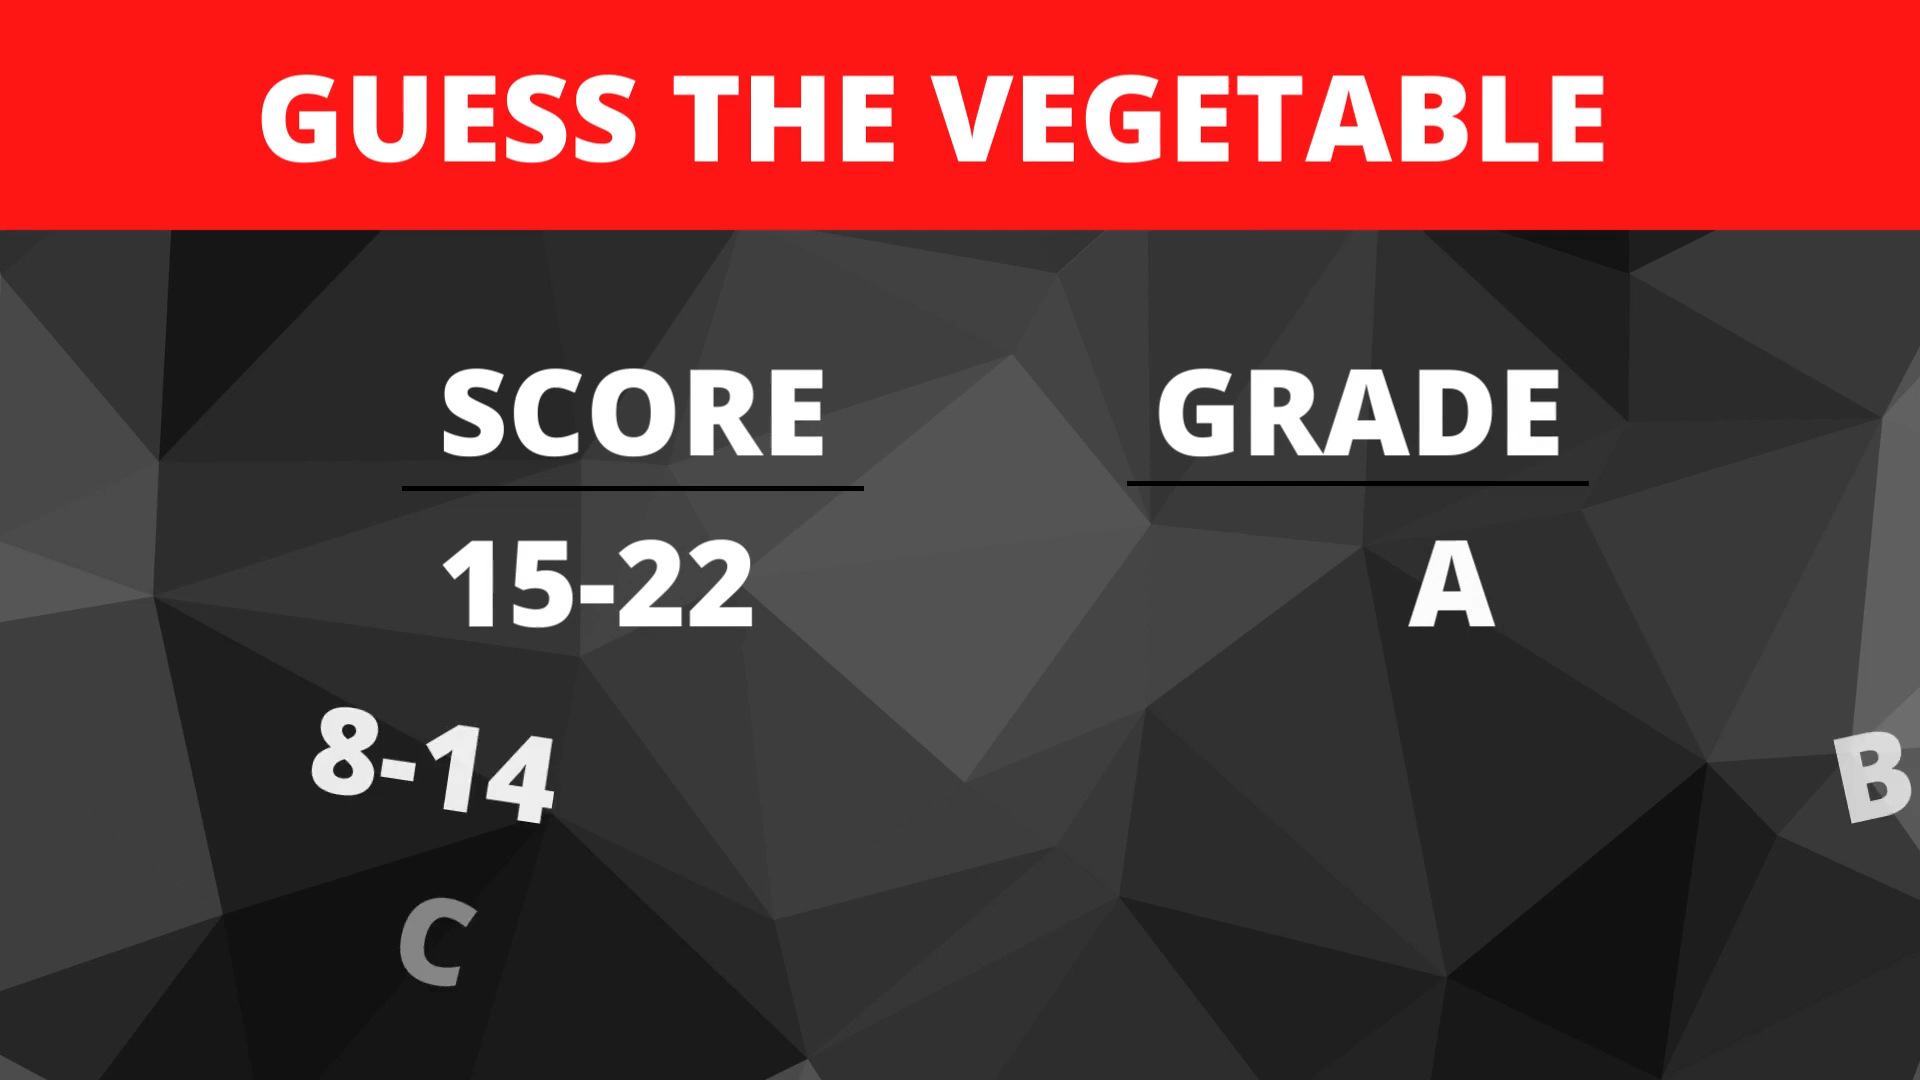 GUESS THE VEGETABLE
SCORE GRADE
15-22 A
8-14 B
C